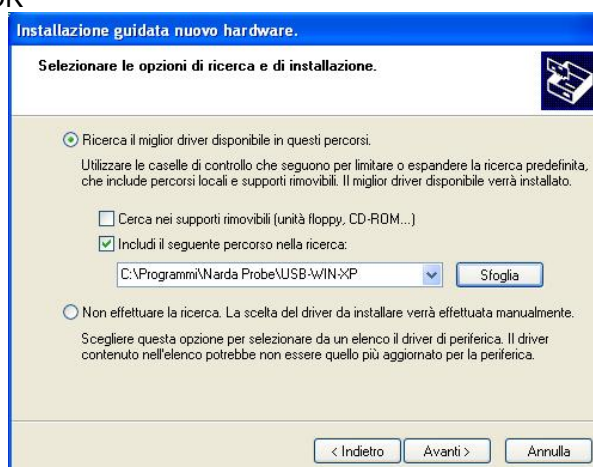 OK
Installazione guidata nuovo hardware.
Selezionare le opzioni di ricerca e di installazione.
Ricerca il miglior driver disponibile in questi percorsi.
Utilizzare le caselle di controllo che seguono per limitare o espandere la ricerca predefinita,
che include percorsi locali e supporti rimovibili. Il miglior driver disponibile verrà installato.
Cerca nei supporti rimovibili (unità floppy, CD-ROM...)
Includi il seguente percorso nella ricerca:
C:\Programmi\Narda Probe\USB-WIN-XP
Sfoglia
Non effettuare la ricerca. La scelta del driver da installare verrà effettuata manualmente.
Scegliere questa opzione per selezionare da un elenco il driver di periferica. Il driver
contenuto nell'elenco potrebbe non essere quello più aggiornato per la periferica.
< Indietro Avanti > Annulla